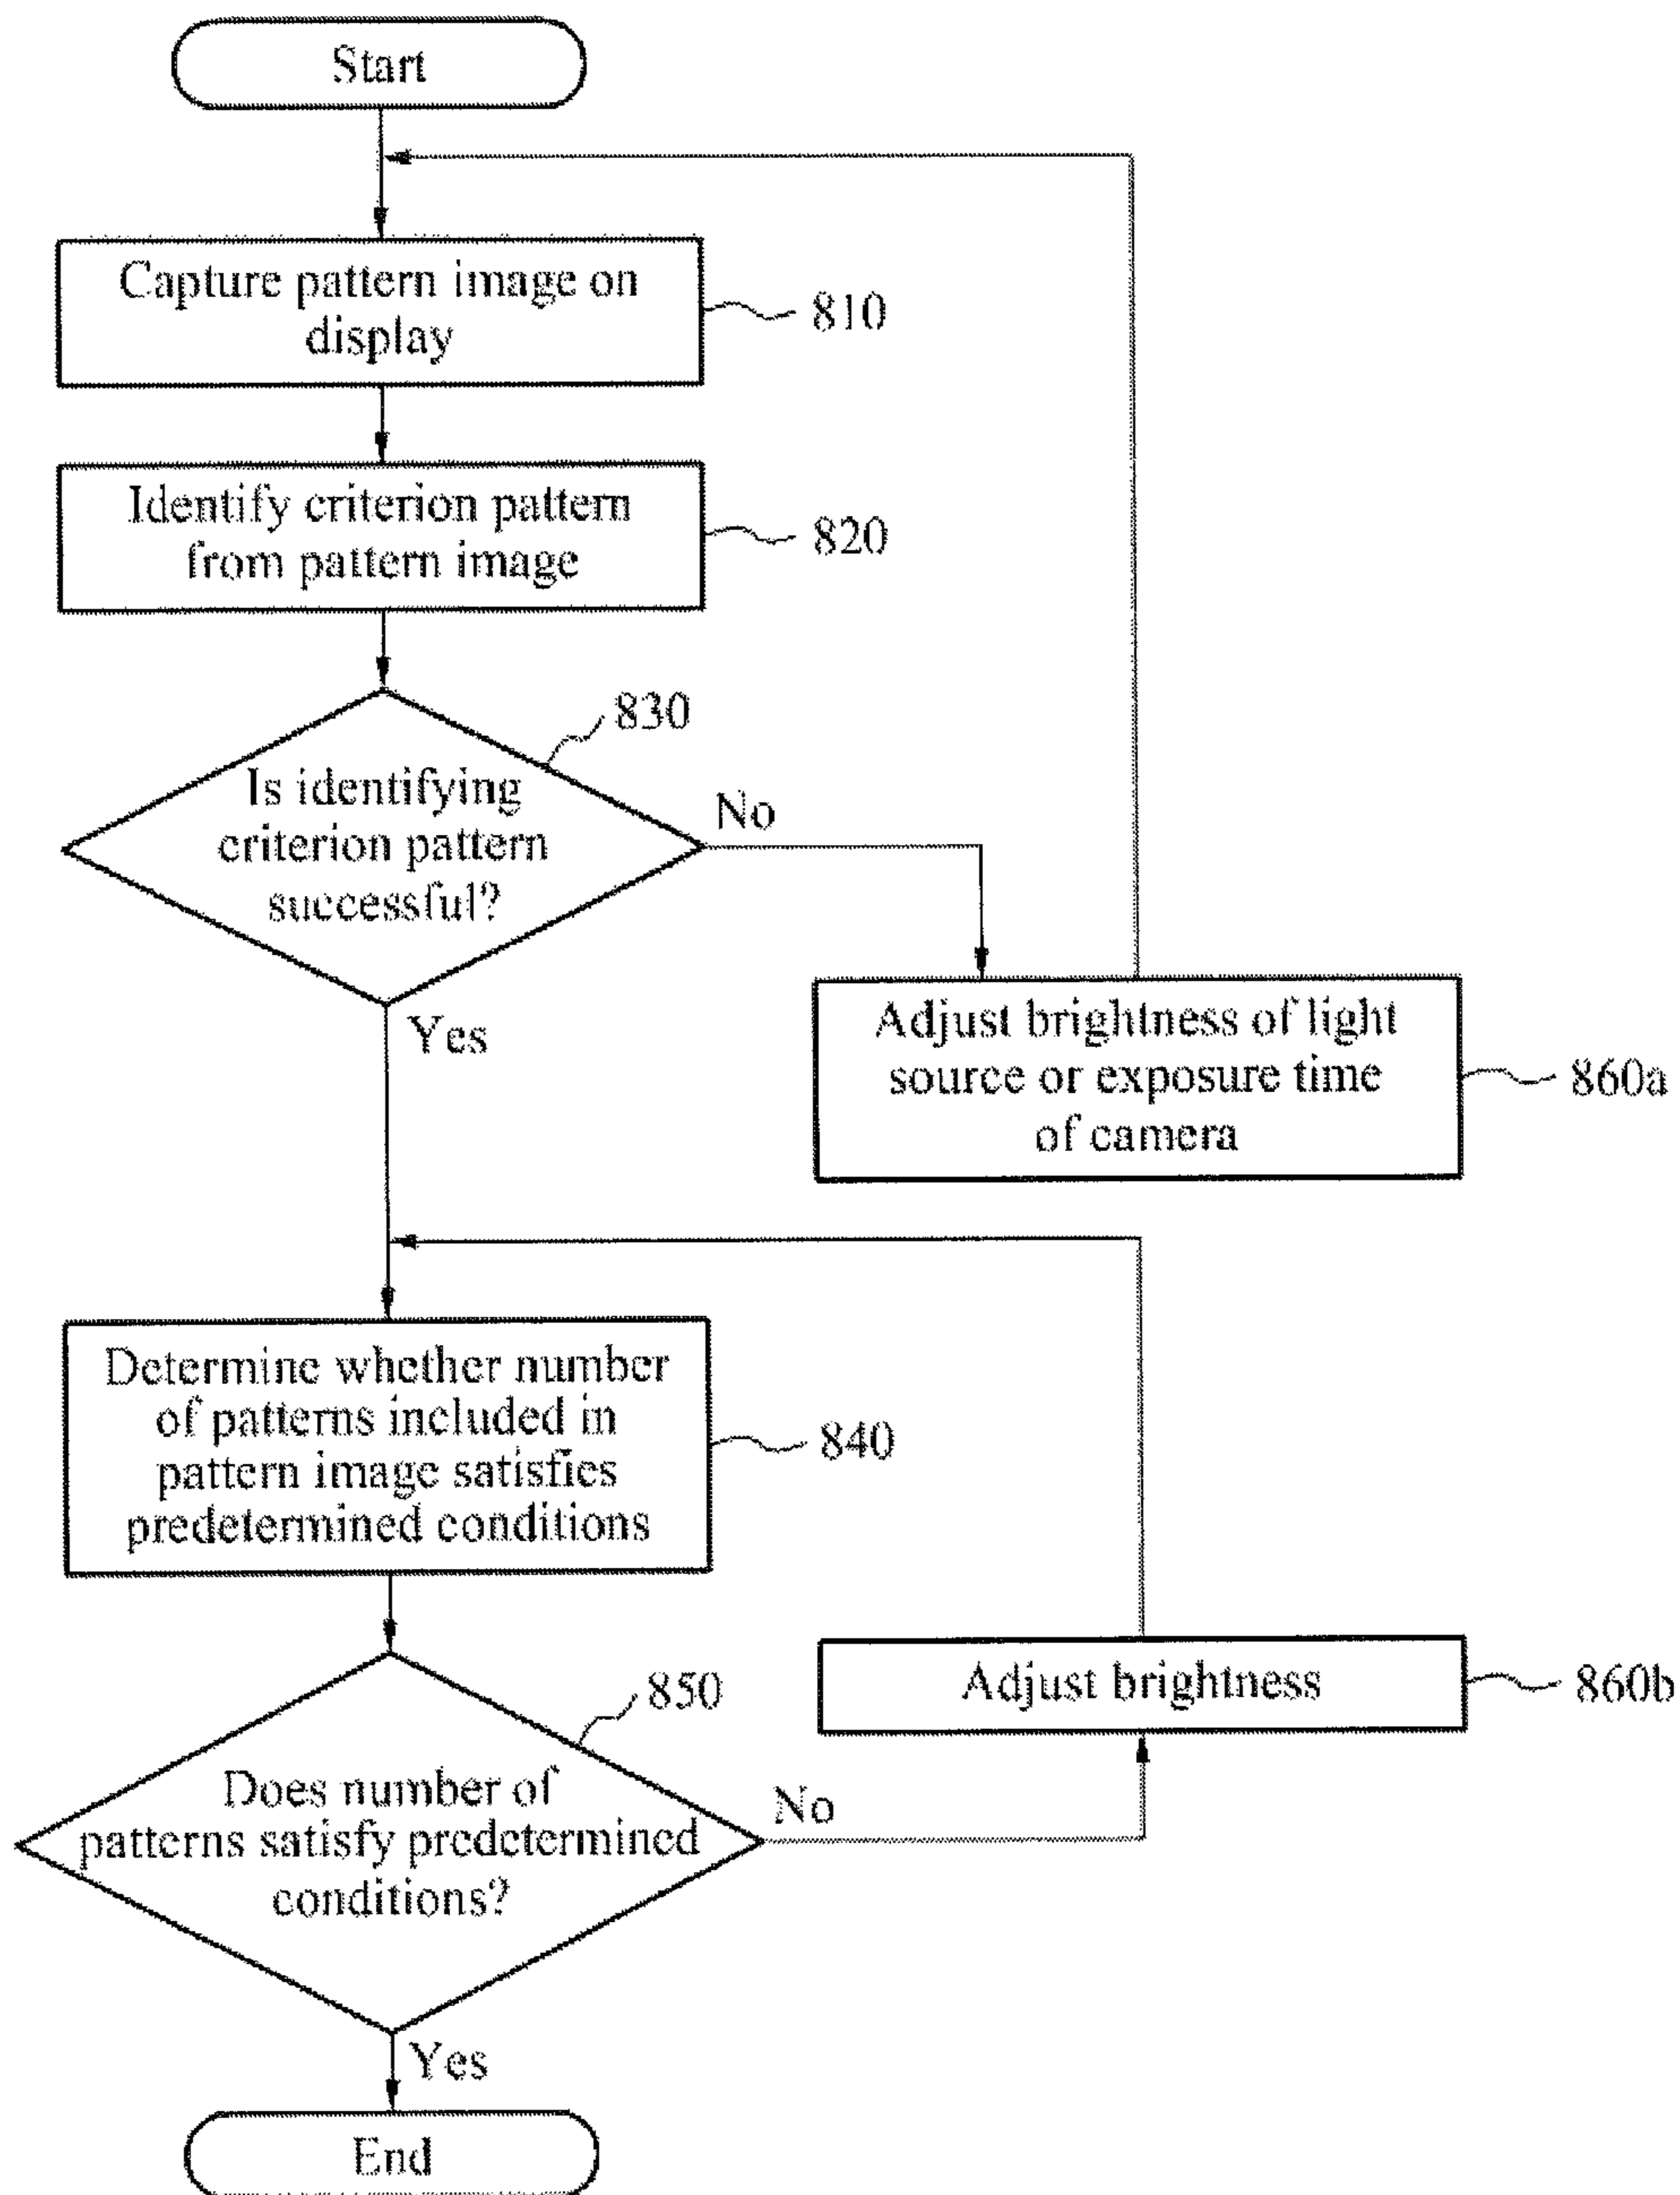 Start
Capture pattern image on
display
810
Identify criterion pattern
from pattern image
820
830
Is identifying
criterion pattern
successful?
No
Yes
Adjust brightness of light
source or exposure time
of camera
860a
Determine whether number
of patterns included in
pattern image satisfies
predetermined conditions
840
Adjust brightness
860b
850
Does number of
patterns satisfy predetermined
conditions?
No
Yes
End